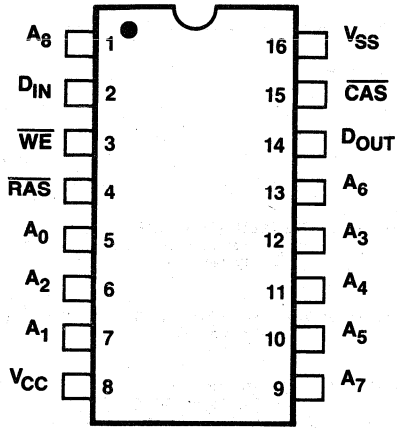 A8 1 16 VSS
DIN 2 15 CAS
WE 3 14 DOUT
RAS 4 13 A6
A0 5 12 A3
A2 6 11 A4
A1 7 10 A5
VCC 8 9 A7